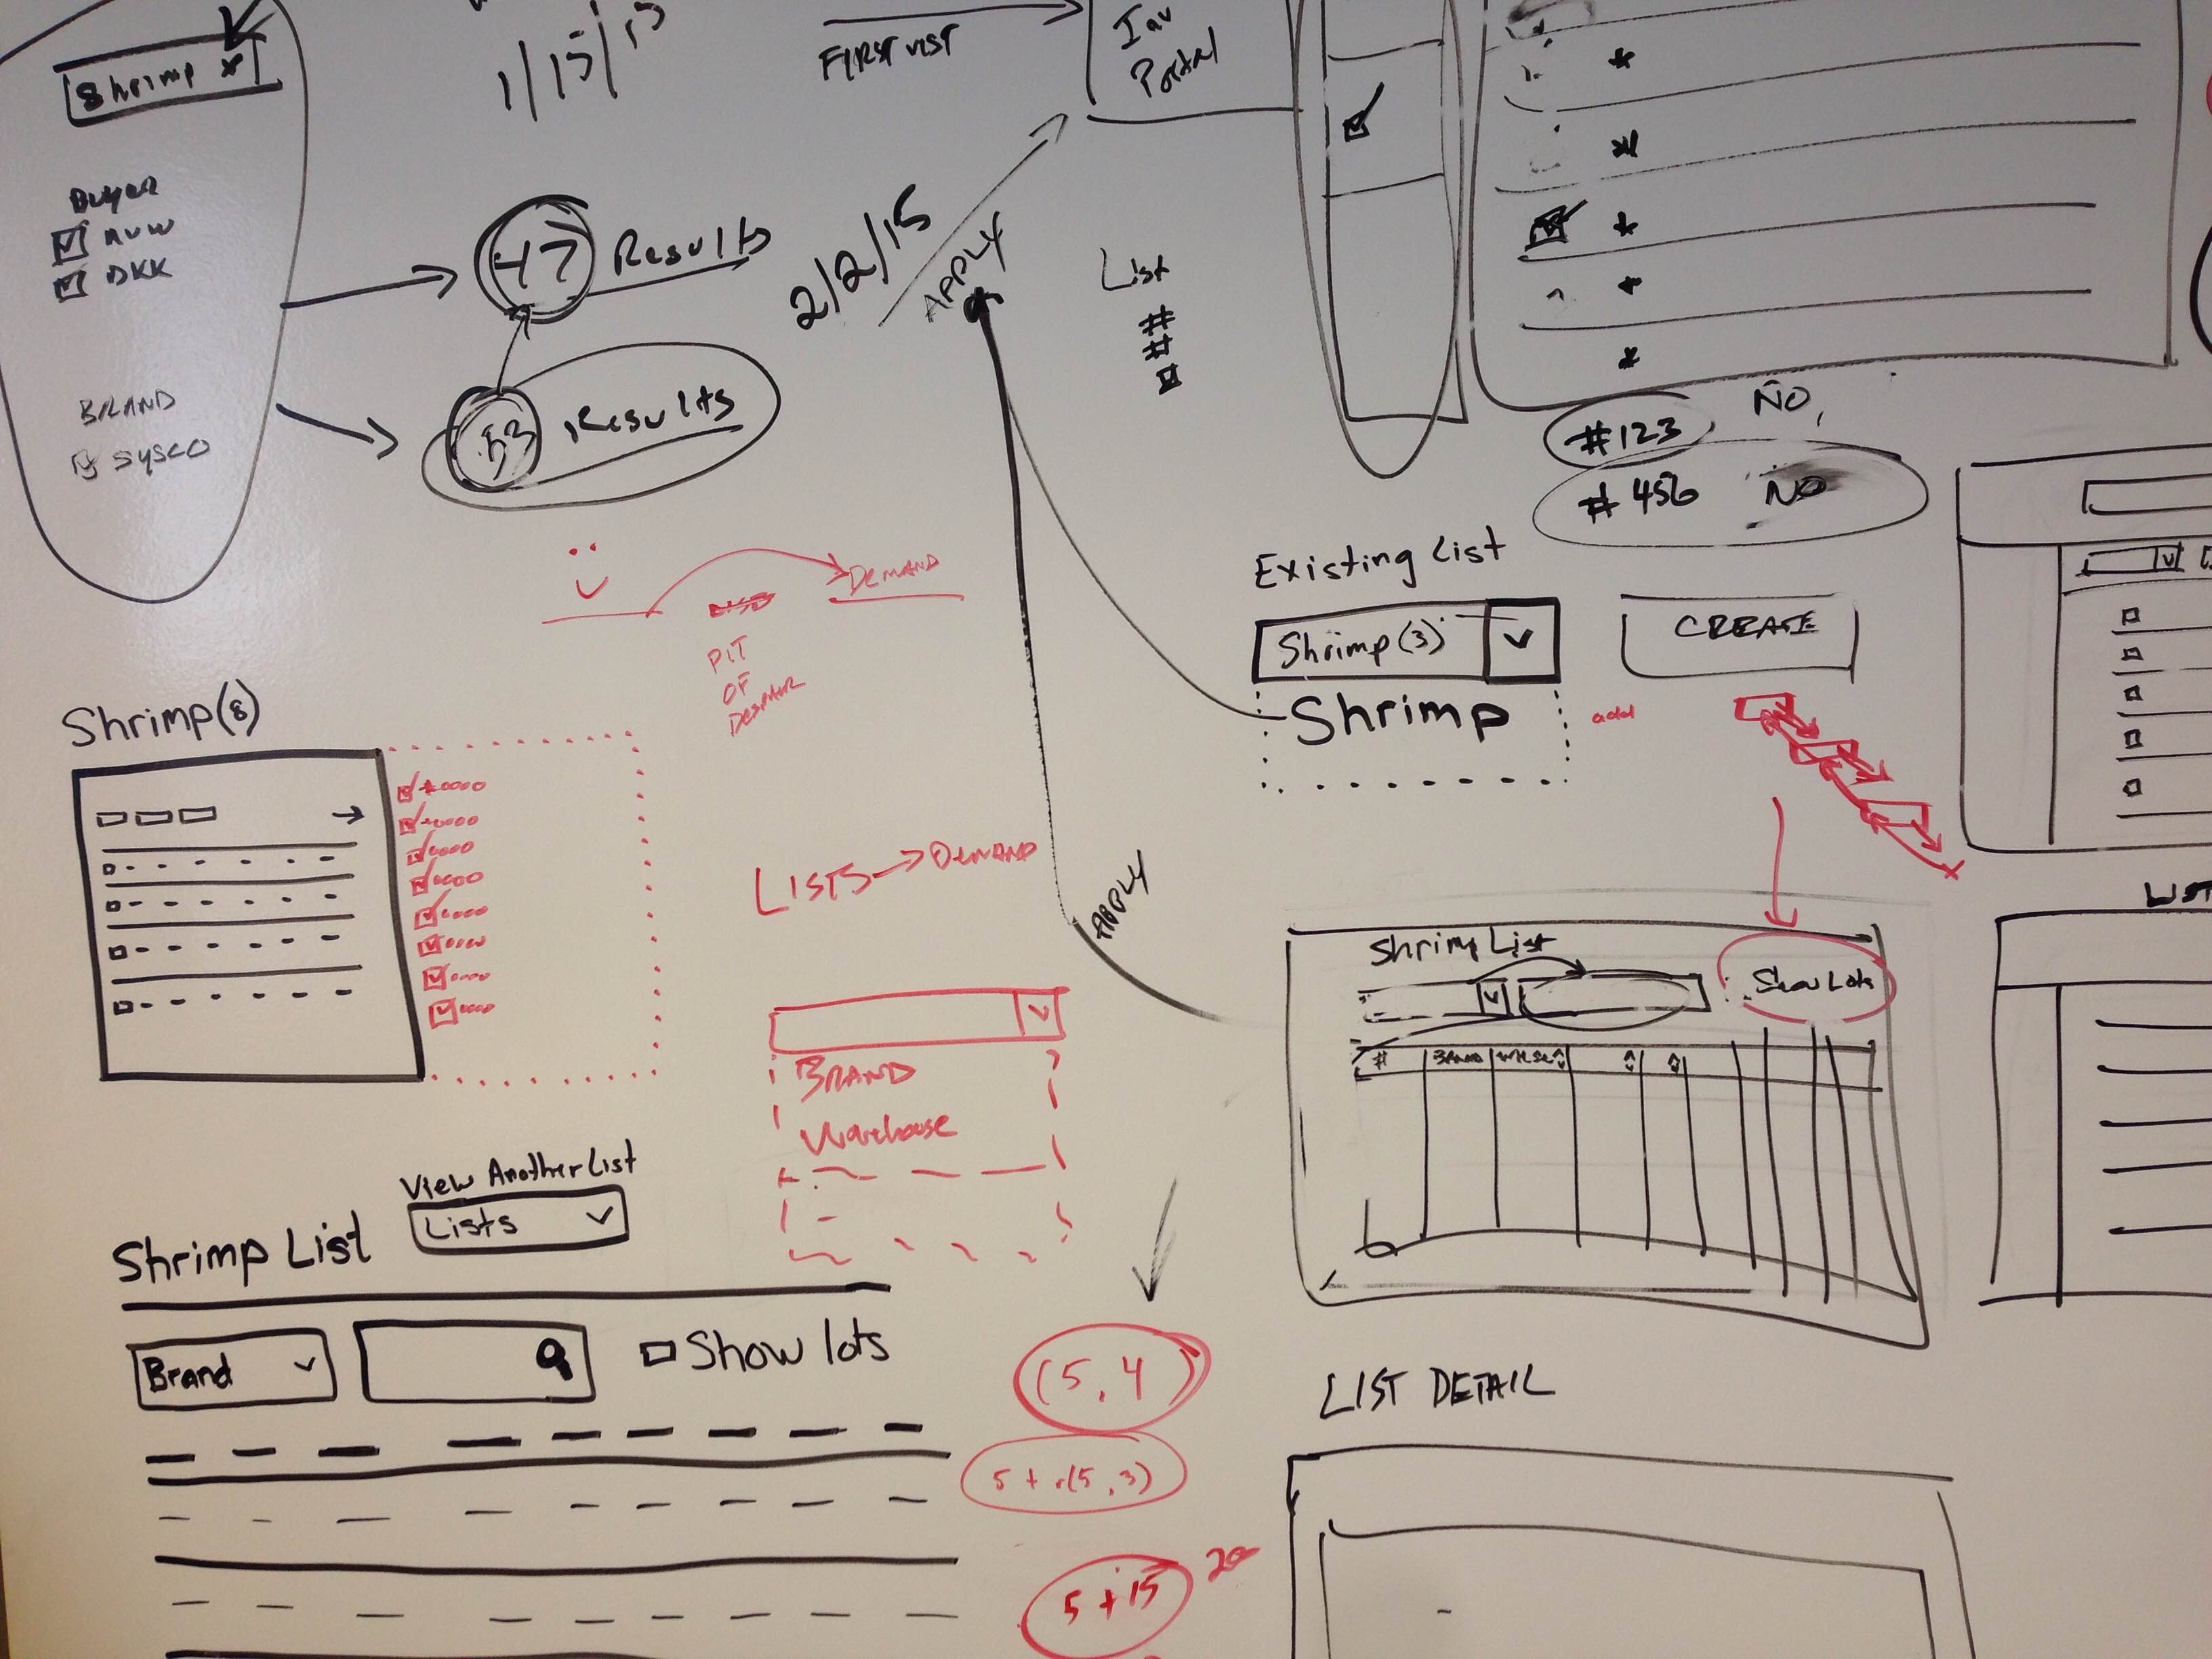 Shrimp x
Buyer
AVW
DKK
BRAND
SYSCO
1/15/15
FIRST VISIT
Inv
Portal
47 Results
53 Results
2/2/15
APPLY
List
#
#
#123 NO,
#456 NO
DEMAND
PIT
OF
DESPAIR
Existing List
Shrimp(3)
CREATE
Shrimp
add
Shrimp(8)
LISTS → DEMAND
APPLY
BRAND
Warehouse
Shrimp List
Show Lots
# BRAND WHSE
LIST
View Another List
Lists
Shrimp List
Brand
Show lots
(5,4)
5 + r(5,3)
5 + 15 20
LIST DETAIL